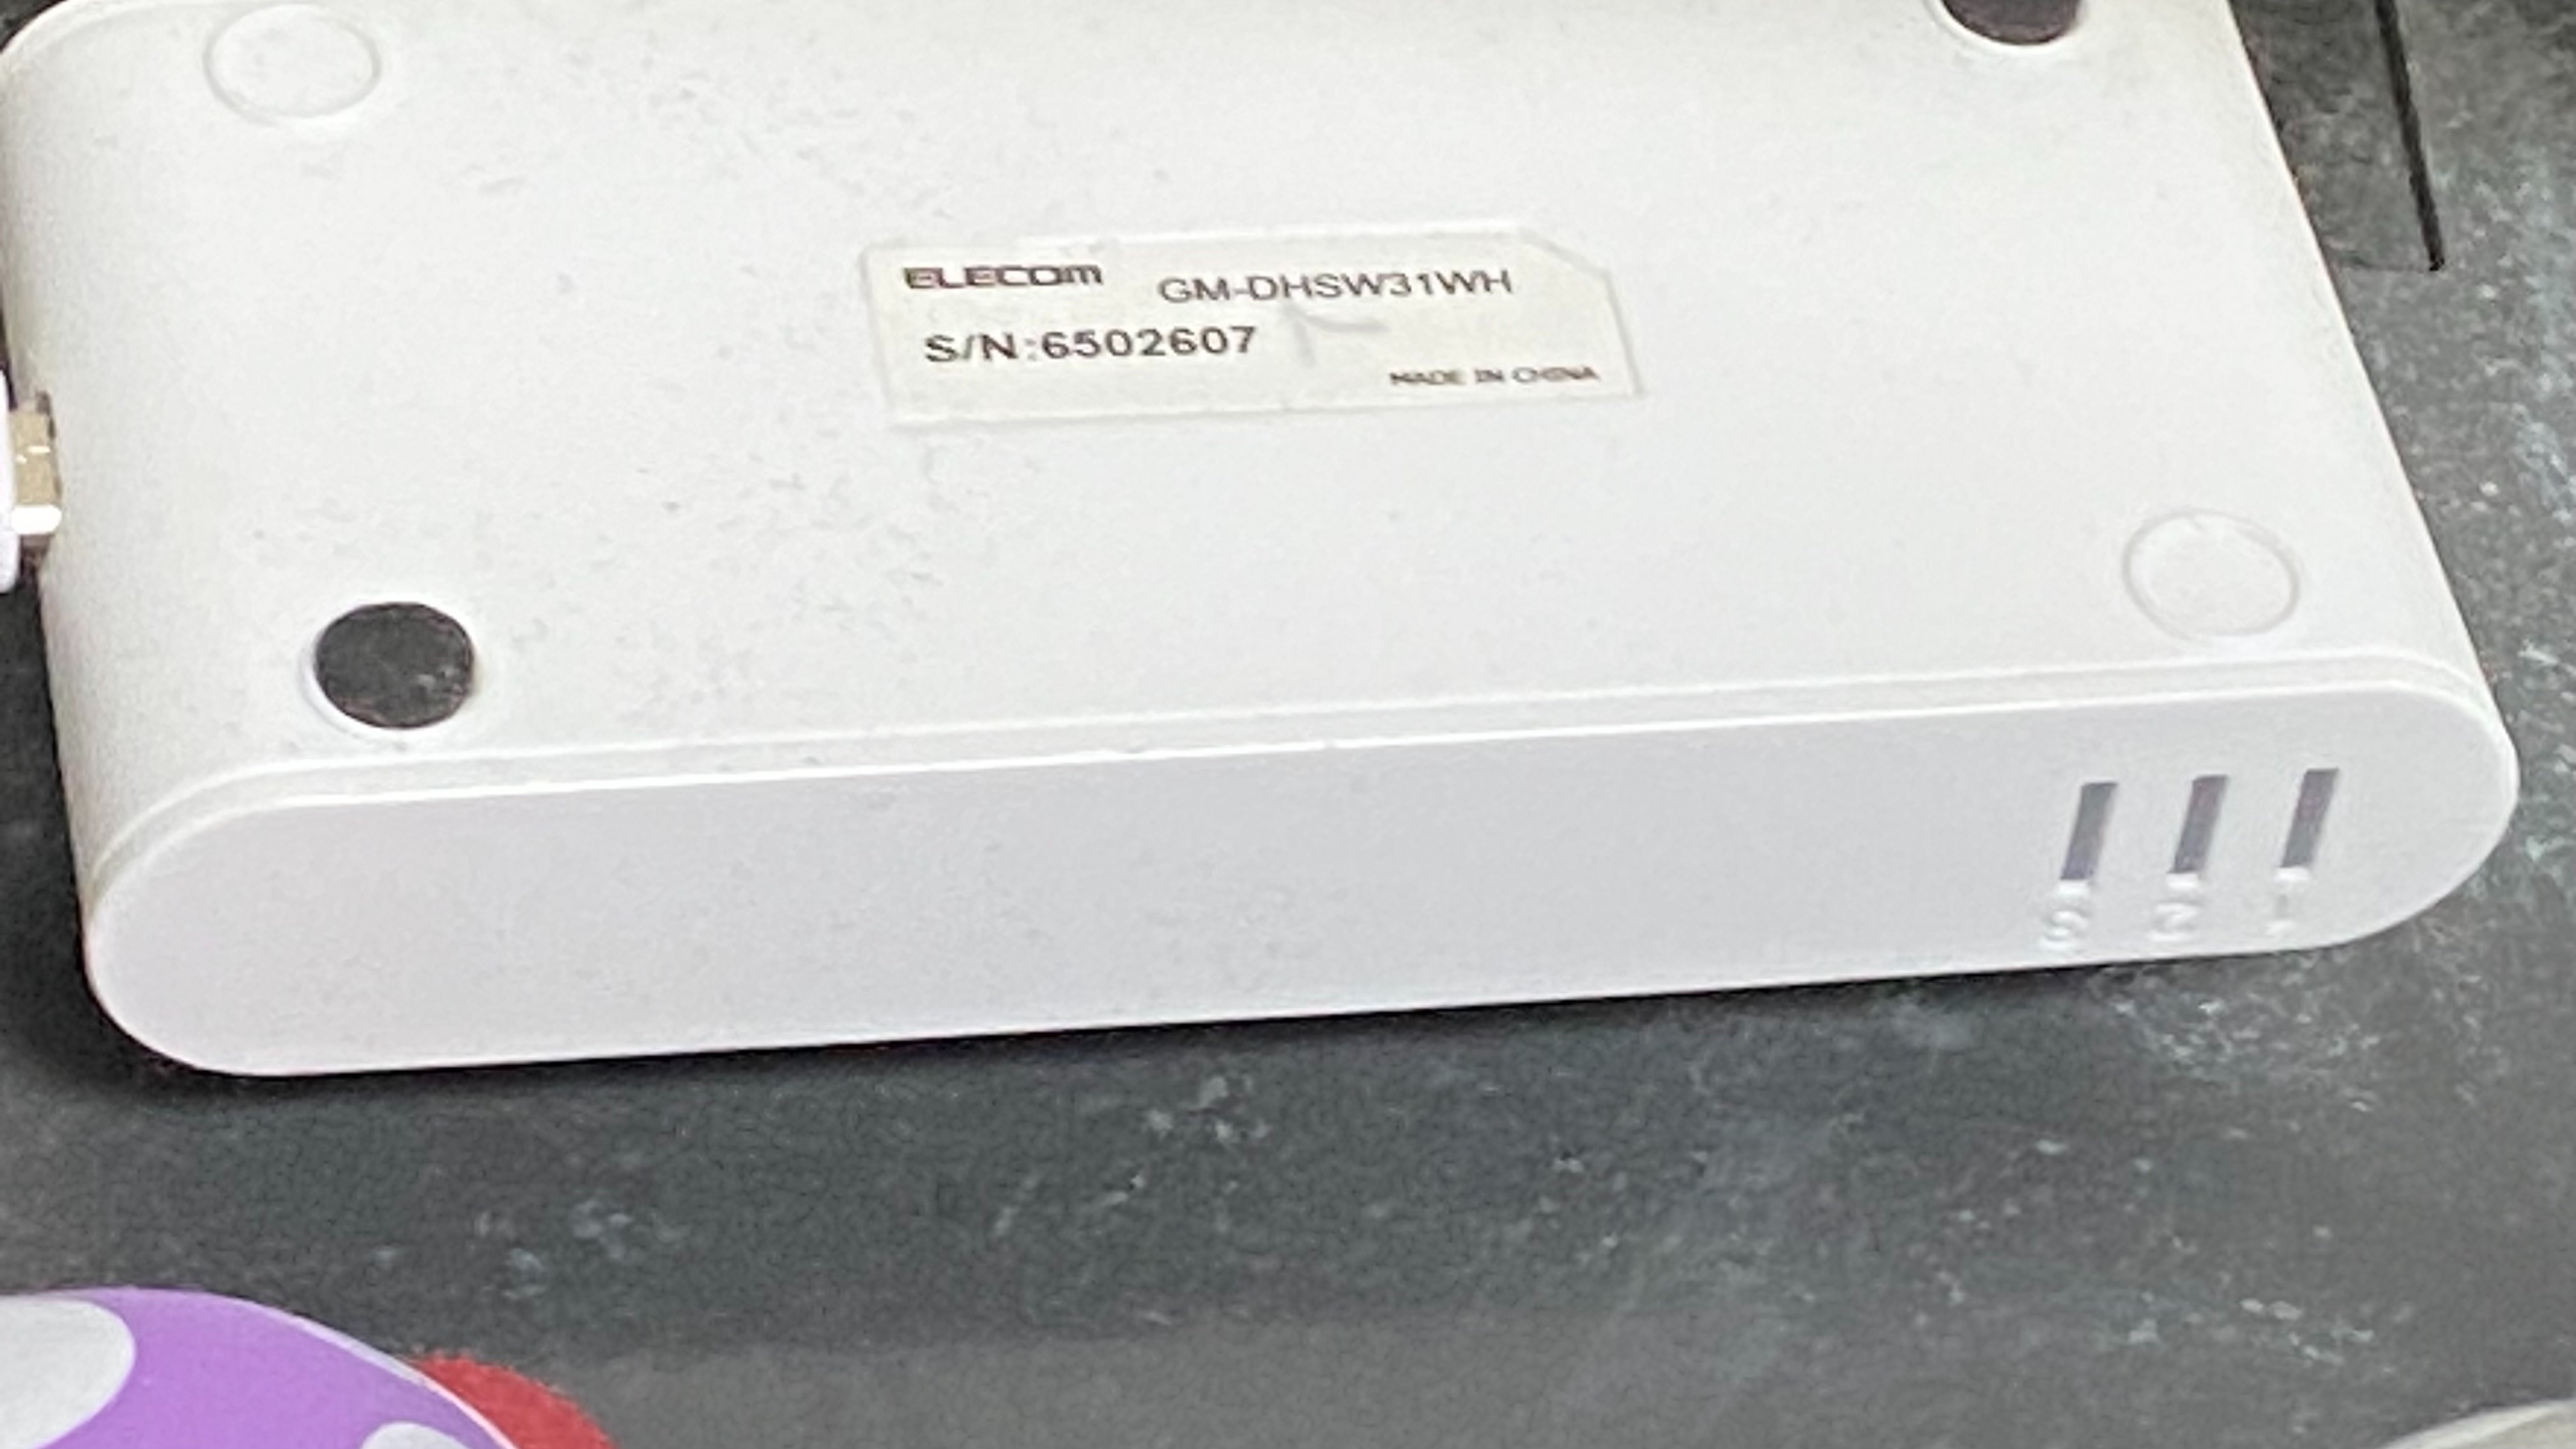 ELECOM GM-DHSW31WH
S/N:6502607
MADE IN CHINA
3 2 1